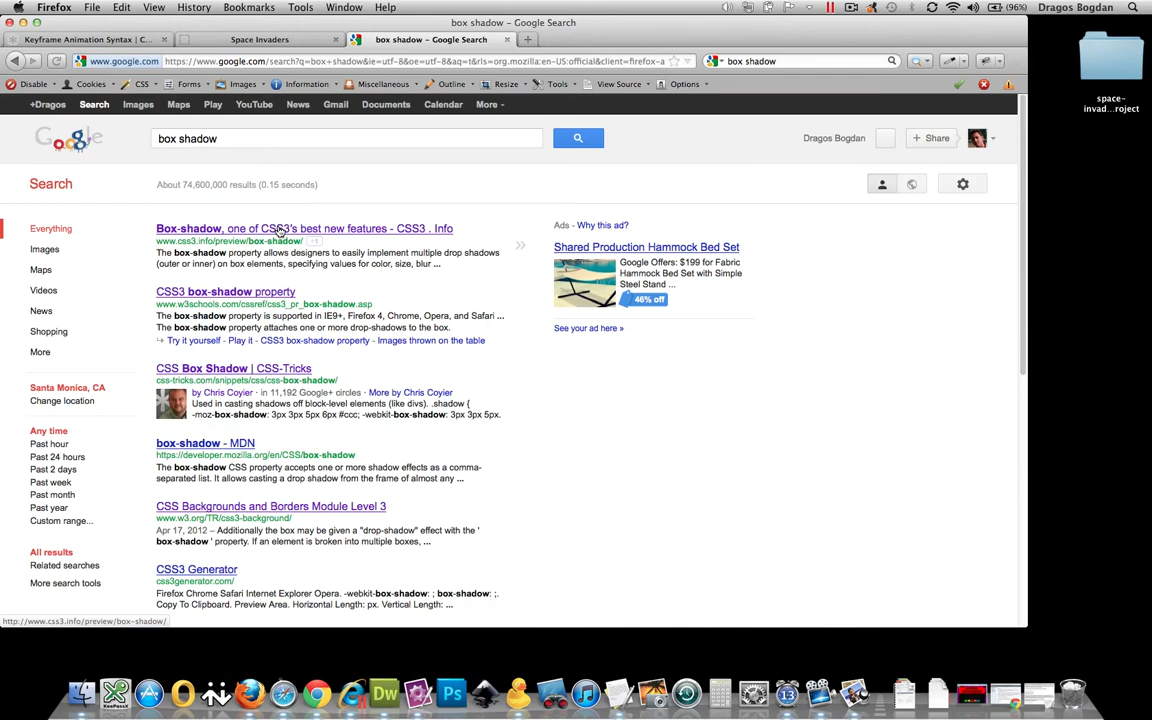 Firefox File Edit View History Bookmarks Tools Window Help (96%) Dragos Bogdan
box shadow – Google Search
Keyframe Animation Syntax | C... Space Invaders box shadow – Google Search
www.google.com https://www.google.com/search?q=box+shadow&ie=utf-8&oe=utf-8&aq=t&rls=org.mozilla:en-US:official&client=firefox-a box shadow
Disable Cookies CSS Forms Images Information Miscellaneous Outline Resize Tools View Source Options
+Dragos Search Images Maps Play YouTube News Gmail Documents Calendar More
Google box shadow Dragos Bogdan + Share
Search About 74,600,000 results (0.15 seconds)
Everything
Images
Maps
Videos
News
Shopping
More
Santa Monica, CA
Change location
Any time
Past hour
Past 24 hours
Past 2 days
Past week
Past month
Past year
Custom range...
All results
Related searches
More search tools
Box-shadow, one of CSS3's best new features - CSS3 . Info
www.css3.info/preview/box-shadow/ +1
The box-shadow property allows designers to easily implement multiple drop shadows
(outer or inner) on box elements, specifying values for color, size, blur ...
CSS3 box-shadow property
www.w3schools.com/cssref/css3_pr_box-shadow.asp
The box-shadow property is supported in IE9+, Firefox 4, Chrome, Opera, and Safari ...
The box-shadow property attaches one or more drop-shadows to the box.
Try it yourself - Play it - CSS3 box-shadow property - Images thrown on the table
CSS Box Shadow | CSS-Tricks
css-tricks.com/snippets/css/css-box-shadow/
by Chris Coyier - in 11,192 Google+ circles - More by Chris Coyier
Used in casting shadows off block-level elements (like divs). .shadow {
-moz-box-shadow: 3px 3px 5px 6px #ccc; -webkit-box-shadow: 3px 3px 5px.
box-shadow - MDN
https://developer.mozilla.org/en/CSS/box-shadow
The box-shadow CSS property accepts one or more shadow effects as a comma-
separated list. It allows casting a drop shadow from the frame of almost any ...
CSS Backgrounds and Borders Module Level 3
www.w3.org/TR/css3-background/
Apr 17, 2012 – Additionally the box may be given a "drop-shadow" effect with the '
box-shadow ' property. If an element is broken into multiple boxes, ...
CSS3 Generator
css3generator.com/
Firefox Chrome Safari Internet Explorer Opera. -webkit-box-shadow: ; box-shadow: ;.
Copy To Clipboard. Preview Area. Horizontal Length: px. Vertical Length: ...
Ads - Why this ad?
Shared Production Hammock Bed Set
Google Offers: $199 for Fabric
Hammock Bed Set with Simple
Steel Stand ...
46% off
See your ad here »
http://www.css3.info/preview/box-shadow/
space-
invad...roject
KeePassX
Dw
Ps
13